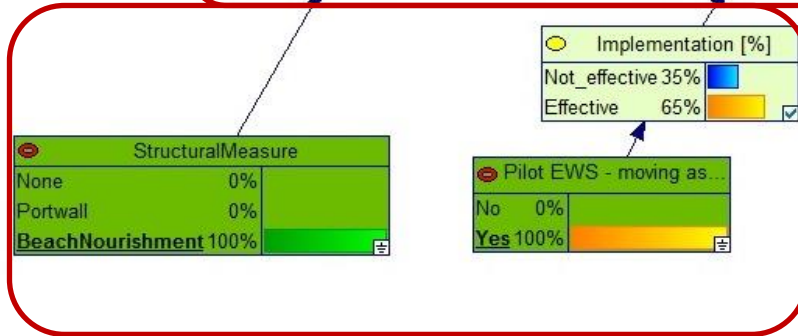 Implementation [%]
Not_effective 35%
Effective 65%
StructuralMeasure
None 0%
Portwall 0%
BeachNourishment 100%
Pilot EWS - moving as...
No 0%
Yes 100%